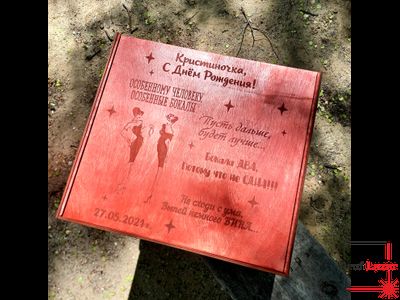 Кристиночка,
С Днём Рождения!
ОСОБЕННОМУ ЧЕЛОВЕКУ
ОСОБЕННЫЕ БОКАЛЫ
Пусть дальше,
будет лучше...
Бокала ДВА,
Потому что не САМА!!!
Не сходи с ума,
Выпей немного ВИНА...
27.05.2021г.